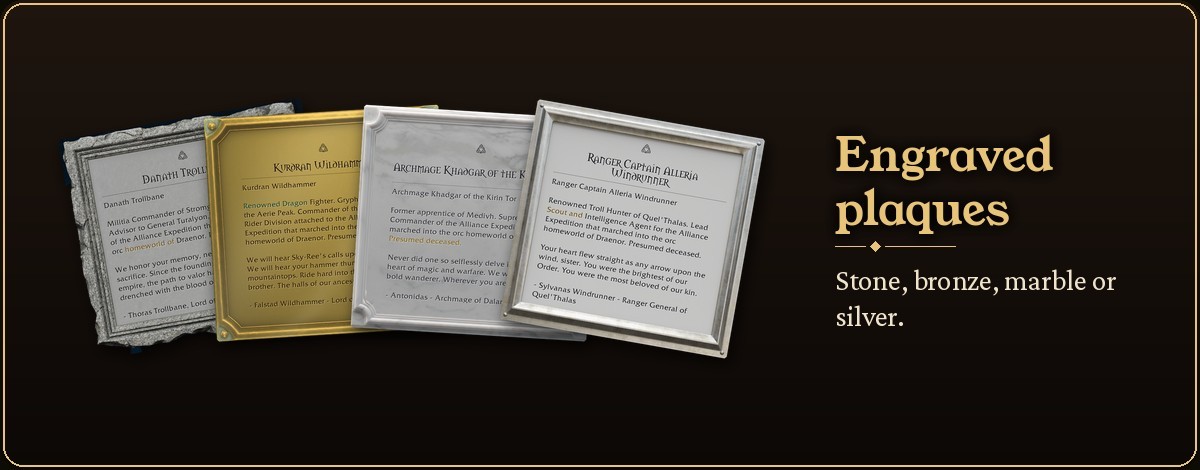 Danath Troll
Danath Trollbane
Militia Commander of Strom
Advisor to General Turalyon.
of the Alliance Expedition th
orc homeworld of Draenor.
We honor your memory, ne
sacrifice. Since the foundin
empire, the path to valor h
drenched with the blood o
- Thoras Trollbane, Lord of
Kurdran Wildhamm
Kurdran Wildhammer
Renowned Dragon Fighter. Gryph
the Aerie Peak. Commander of the
Rider Division attached to the All
Expedition that marched into the
homeworld of Draenor. Presumed
We will hear Sky-Ree's calls up
We will hear your hammer thun
mountaintops. Ride hard into th
brother. The halls of our ances
- Falstad Wildhammer - Lord o
Archmage Khadgar of the K
Archmage Khadgar of the Kirin Tor
Former apprentice of Medivh. Supre
Commander of the Alliance Expedi
marched into the orc homeworld o
Presumed deceased.
Never did one so selflessly delve i
heart of magic and warfare. We w
bold wanderer. Wherever you are
- Antonidas - Archmage of Dalar
Ranger Captain Alleria
Windrunner
Ranger Captain Alleria Windrunner
Renowned Troll Hunter of Quel'Thalas. Lead
Scout and Intelligence Agent for the Alliance
Expedition that marched into the orc
homeworld of Draenor. Presumed deceased.
Your heart flew straight as any arrow upon the
wind, sister. You were the brightest of our
Order. You were the most beloved of our kin.
- Sylvanas Windrunner - Ranger General of
Quel'Thalas
Engraved
plaques
Stone, bronze, marble or
silver.